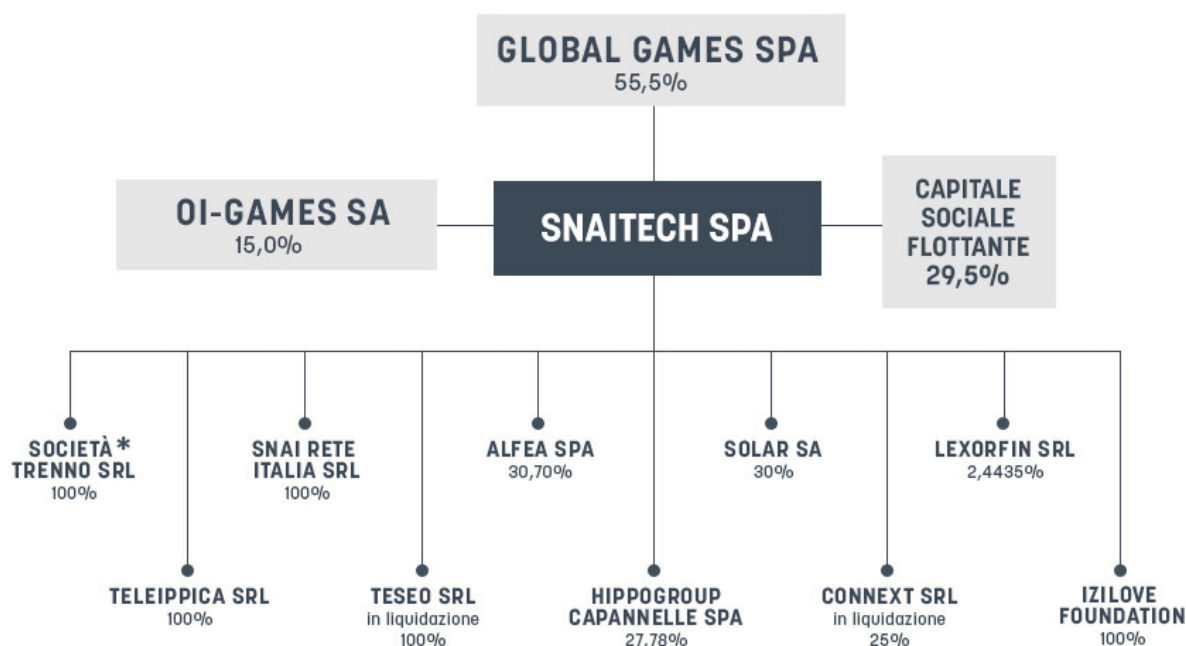 GLOBAL GAMES SPA
55,5%
OI-GAMES SA
15,0%
SNAITECH SPA
CAPITALE
SOCIALE
FLOTTANTE
29,5%
SOCIETÀ *
TRENNO SRL
100%
SNAI RETE
ITALIA SRL
100%
ALFEA SPA
30,70%
SOLAR SA
30%
LEXORFIN SRL
2,4435%
TELEIPPICA SRL
100%
TESEO SRL
in liquidazione
100%
HIPPOGROUP
CAPANNELLE SPA
27,78%
CONNEXT SRL
in liquidazione
25%
IZILOVE
FOUNDATION
100%